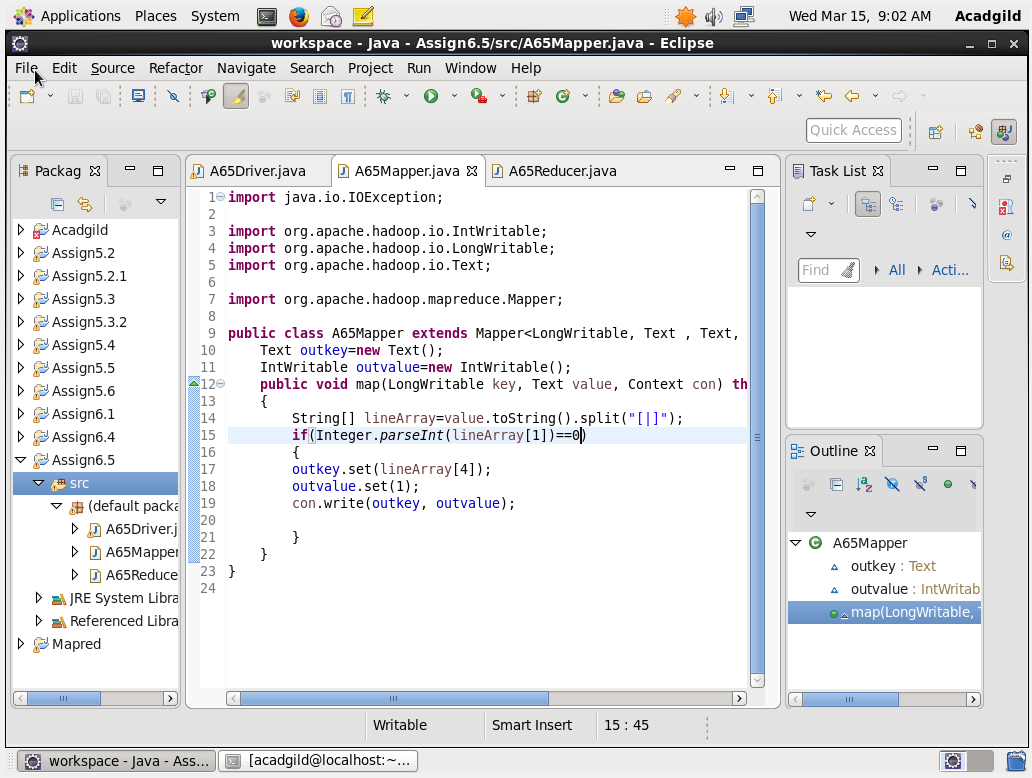 Applications Places System Wed Mar 15, 9:02 AM Acadgild
workspace - Java - Assign6.5/src/A65Mapper.java - Eclipse
File Edit Source Refactor Navigate Search Project Run Window Help
Quick Access
Packag
Acadgild
Assign5.2
Assign5.2.1
Assign5.3
Assign5.3.2
Assign5.4
Assign5.5
Assign5.6
Assign6.1
Assign6.4
Assign6.5
src
(default packa
A65Driver.j
A65Mapper
A65Reduce
JRE System Libra
Referenced Libra
Mapred
A65Driver.java A65Mapper.java A65Reducer.java
1 import java.io.IOException;
2
3 import org.apache.hadoop.io.IntWritable;
4 import org.apache.hadoop.io.LongWritable;
5 import org.apache.hadoop.io.Text;
6
7 import org.apache.hadoop.mapreduce.Mapper;
8
9 public class A65Mapper extends Mapper<LongWritable, Text , Text,
10 Text outkey=new Text();
11 IntWritable outvalue=new IntWritable();
12 public void map(LongWritable key, Text value, Context con) th
13 {
14 String[] lineArray=value.toString().split("[|]");
15 if(Integer.parseInt(lineArray[1])==0)
16 {
17 outkey.set(lineArray[4]);
18 outvalue.set(1);
19 con.write(outkey, outvalue);
20
21 }
22 }
23 }
24
Task List
Find All Acti...
Outline
A65Mapper
outkey : Text
outvalue : IntWritab
map(LongWritable, T
Writable Smart Insert 15 : 45
workspace - Java - Ass... [acadgild@localhost:~...